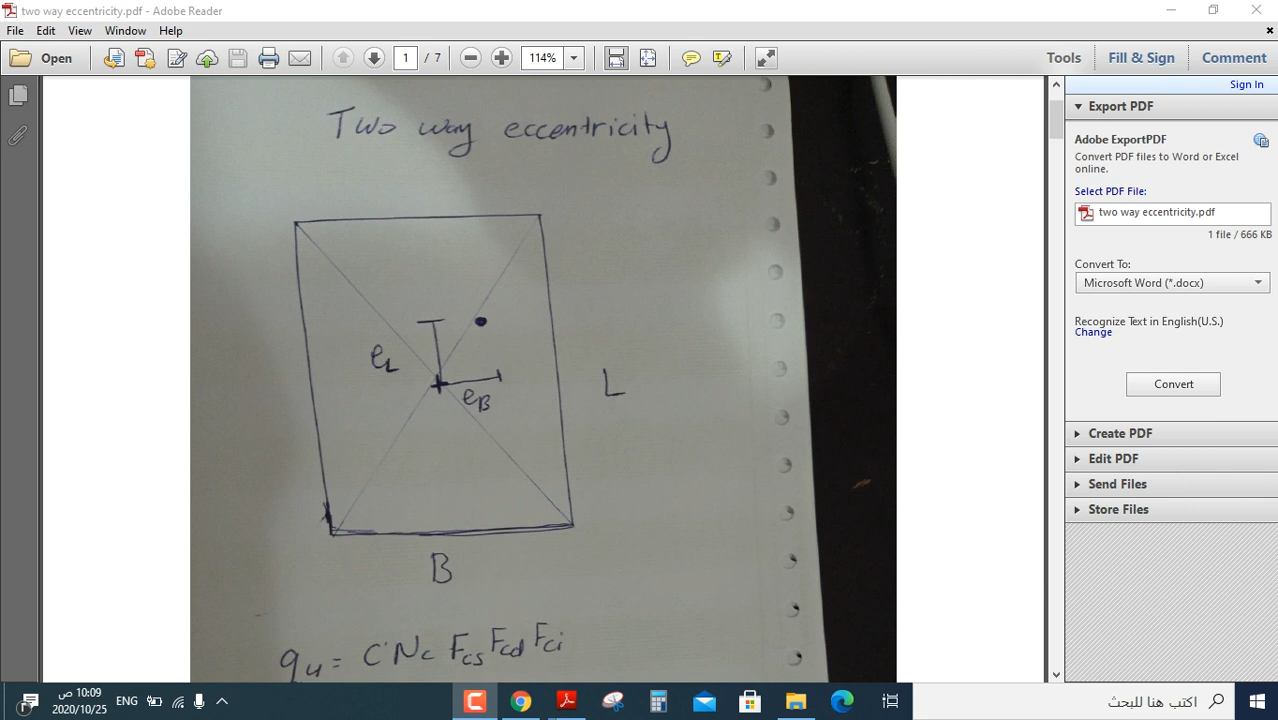 two way eccentricity.pdf - Adobe Reader
File Edit View Window Help
Open
1 / 7
114%
Tools
Fill & Sign
Comment
Sign In
Two way eccentricity
eL
eB
L
B
qu = C'Nc Fcs Fcd Fci
Export PDF
Adobe ExportPDF
Convert PDF files to Word or Excel
online.
Select PDF File:
two way eccentricity.pdf
1 file / 666 KB
Convert To:
Microsoft Word (*.docx)
Recognize Text in English(U.S.)
Change
Convert
Create PDF
Edit PDF
Send Files
Store Files
10:09 ص
2020/10/25
ENG
اكتب هنا للبحث